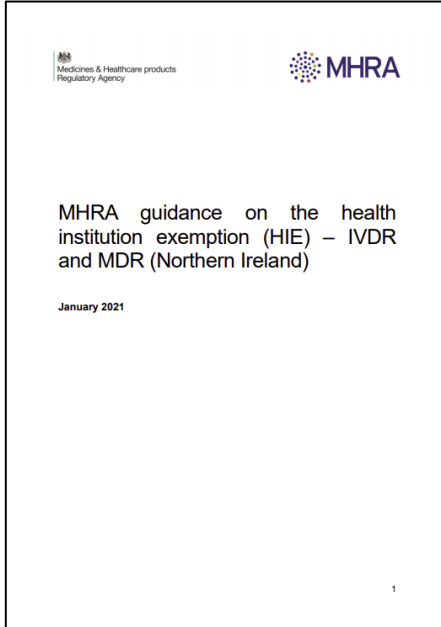 Medicines & Healthcare products
Regulatory Agency
MHRA
MHRA guidance on the health
institution exemption (HIE) – IVDR
and MDR (Northern Ireland)
January 2021
1